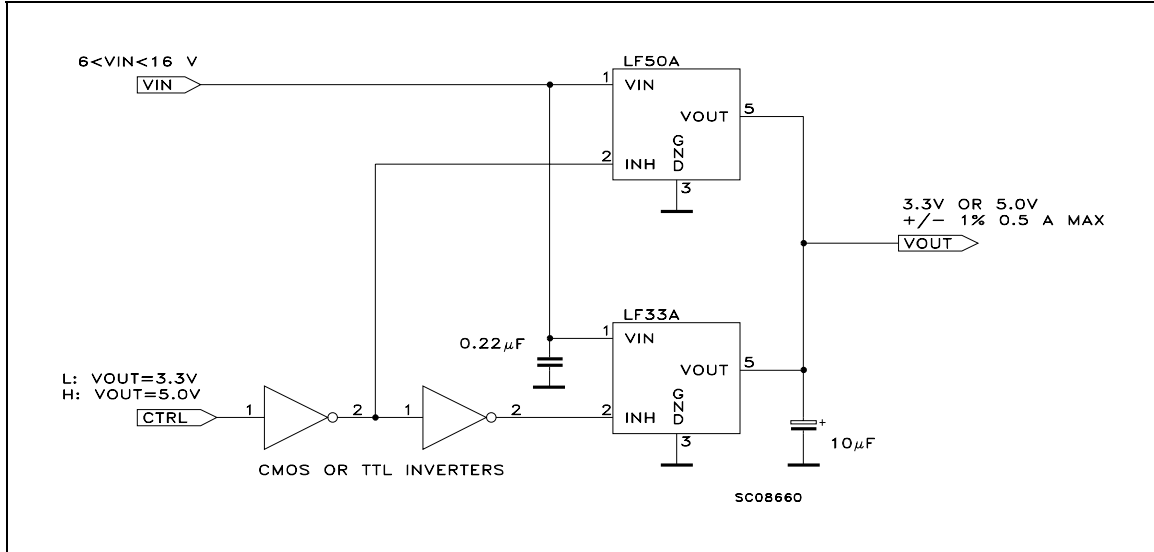 6<VIN<16 V
VIN
LF50A
1
VIN
VOUT
5
2
INH
GND
3
3.3V OR 5.0V
+/- 1% 0.5 A MAX
VOUT
LF33A
1
VIN
0.22μF
VOUT
5
L: VOUT=3.3V
H: VOUT=5.0V
CTRL
1
2
1
2
2
INH
GND
3
+
10μF
CMOS OR TTL INVERTERS
SC08660